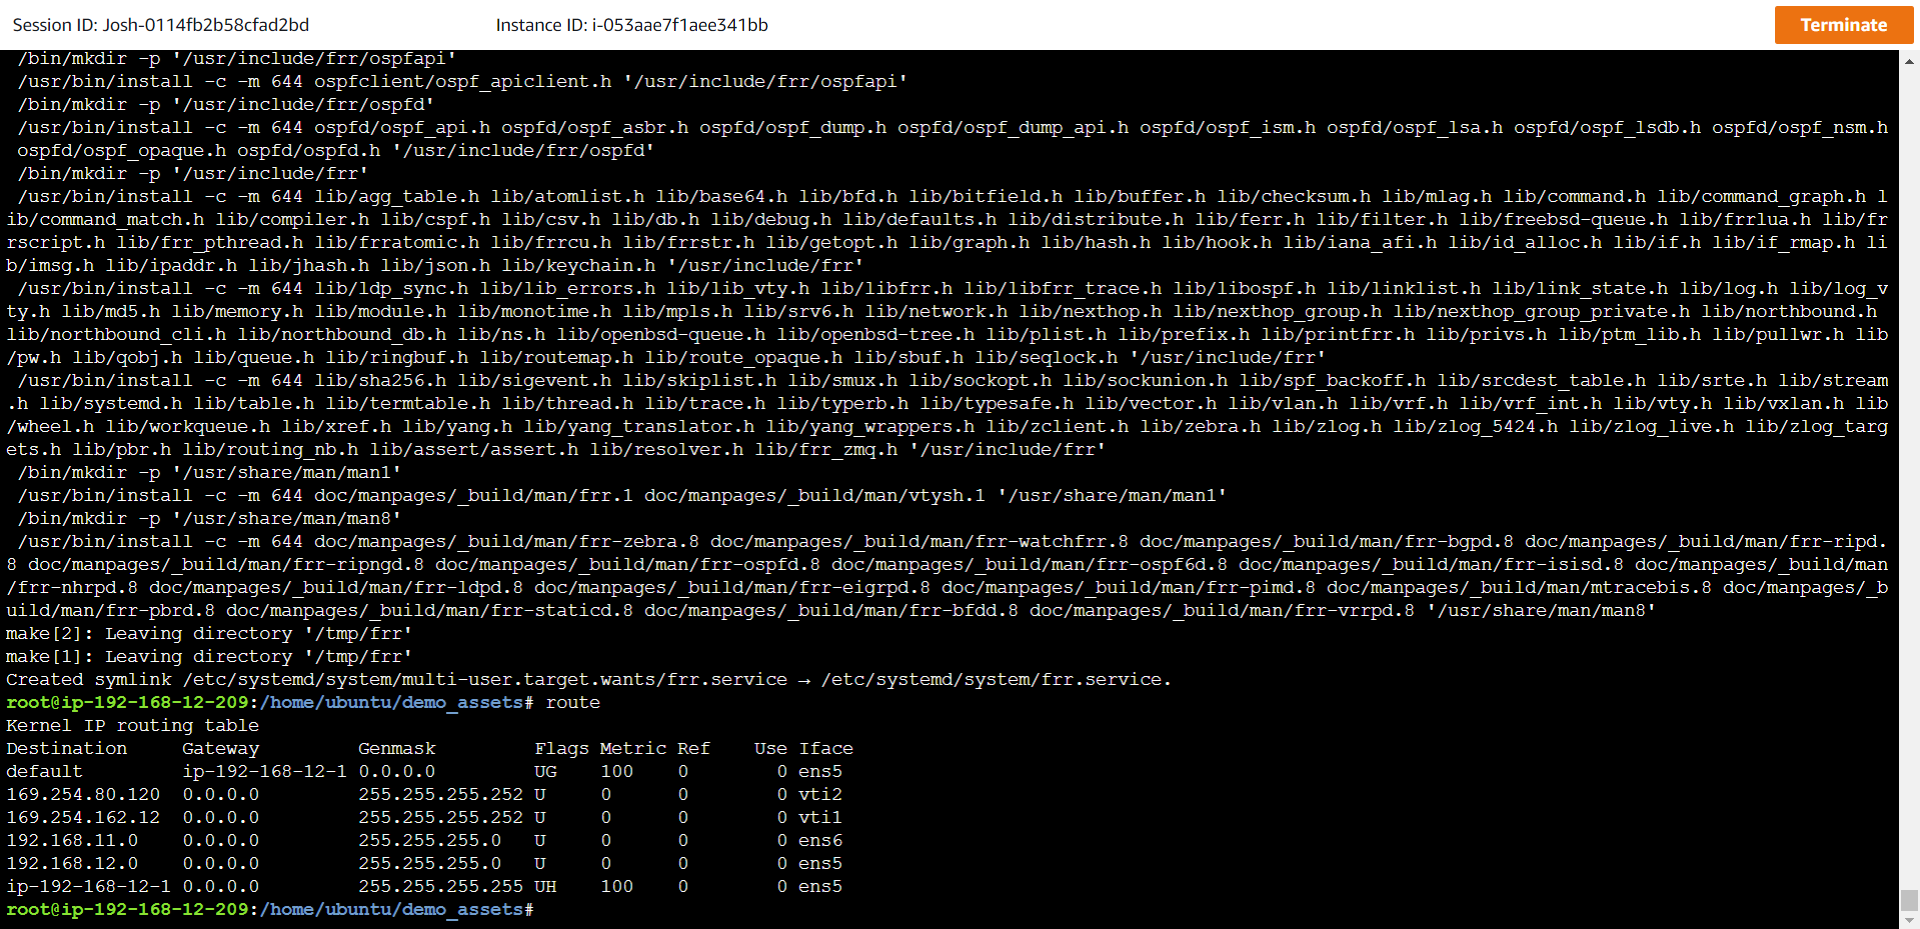 Session ID: Josh-0114fb2b58cfad2bd Instance ID: i-053aae7f1aee341bb Terminate
/bin/mkdir -p '/usr/include/frr/ospfapi'
/usr/bin/install -c -m 644 ospfclient/ospf_apiclient.h '/usr/include/frr/ospfapi'
/bin/mkdir -p '/usr/include/frr/ospfd'
/usr/bin/install -c -m 644 ospfd/ospf_api.h ospfd/ospf_asbr.h ospfd/ospf_dump.h ospfd/ospf_dump_api.h ospfd/ospf_ism.h ospfd/ospf_lsa.h ospfd/ospf_lsdb.h ospfd/ospf_nsm.h
ospfd/ospf_opaque.h ospfd/ospfd.h '/usr/include/frr/ospfd'
/bin/mkdir -p '/usr/include/frr'
/usr/bin/install -c -m 644 lib/agg_table.h lib/atomlist.h lib/base64.h lib/bfd.h lib/bitfield.h lib/buffer.h lib/checksum.h lib/mlag.h lib/command.h lib/command_graph.h l
ib/command_match.h lib/compiler.h lib/cspf.h lib/csv.h lib/db.h lib/debug.h lib/defaults.h lib/distribute.h lib/ferr.h lib/filter.h lib/freebsd-queue.h lib/frrlua.h lib/fr
rscript.h lib/frr_pthread.h lib/frratomic.h lib/frrcu.h lib/frrstr.h lib/getopt.h lib/graph.h lib/hash.h lib/hook.h lib/iana_afi.h lib/id_alloc.h lib/if.h lib/if_rmap.h li
b/imsg.h lib/ipaddr.h lib/jhash.h lib/json.h lib/keychain.h '/usr/include/frr'
/usr/bin/install -c -m 644 lib/ldp_sync.h lib/lib_errors.h lib/lib_vty.h lib/libfrr.h lib/libfrr_trace.h lib/libospf.h lib/linklist.h lib/link_state.h lib/log.h lib/log_v
ty.h lib/md5.h lib/memory.h lib/module.h lib/monotime.h lib/mpls.h lib/srv6.h lib/network.h lib/nexthop.h lib/nexthop_group.h lib/nexthop_group_private.h lib/northbound.h
lib/northbound_cli.h lib/northbound_db.h lib/ns.h lib/openbsd-queue.h lib/openbsd-tree.h lib/plist.h lib/prefix.h lib/printfrr.h lib/privs.h lib/ptm_lib.h lib/pullwr.h lib
/pw.h lib/qobj.h lib/queue.h lib/ringbuf.h lib/routemap.h lib/route_opaque.h lib/sbuf.h lib/seqlock.h '/usr/include/frr'
/usr/bin/install -c -m 644 lib/sha256.h lib/sigevent.h lib/skiplist.h lib/smux.h lib/sockopt.h lib/sockunion.h lib/spf_backoff.h lib/srcdest_table.h lib/srte.h lib/stream
.h lib/systemd.h lib/table.h lib/termtable.h lib/thread.h lib/trace.h lib/typerb.h lib/typesafe.h lib/vector.h lib/vlan.h lib/vrf.h lib/vrf_int.h lib/vty.h lib/vxlan.h lib
/wheel.h lib/workqueue.h lib/xref.h lib/yang.h lib/yang_translator.h lib/yang_wrappers.h lib/zclient.h lib/zebra.h lib/zlog.h lib/zlog_5424.h lib/zlog_live.h lib/zlog_targ
ets.h lib/pbr.h lib/routing_nb.h lib/assert/assert.h lib/resolver.h lib/frr_zmq.h '/usr/include/frr'
/bin/mkdir -p '/usr/share/man/man1'
/usr/bin/install -c -m 644 doc/manpages/_build/man/frr.1 doc/manpages/_build/man/vtysh.1 '/usr/share/man/man1'
/bin/mkdir -p '/usr/share/man/man8'
/usr/bin/install -c -m 644 doc/manpages/_build/man/frr-zebra.8 doc/manpages/_build/man/frr-watchfrr.8 doc/manpages/_build/man/frr-bgpd.8 doc/manpages/_build/man/frr-ripd.
8 doc/manpages/_build/man/frr-ripngd.8 doc/manpages/_build/man/frr-ospfd.8 doc/manpages/_build/man/frr-ospf6d.8 doc/manpages/_build/man/frr-isisd.8 doc/manpages/_build/man
/frr-nhrpd.8 doc/manpages/_build/man/frr-ldpd.8 doc/manpages/_build/man/frr-eigrpd.8 doc/manpages/_build/man/frr-pimd.8 doc/manpages/_build/man/mtracebis.8 doc/manpages/_b
uild/man/frr-pbrd.8 doc/manpages/_build/man/frr-staticd.8 doc/manpages/_build/man/frr-bfdd.8 doc/manpages/_build/man/frr-vrrpd.8 '/usr/share/man/man8'
make[2]: Leaving directory '/tmp/frr'
make[1]: Leaving directory '/tmp/frr'
Created symlink /etc/systemd/system/multi-user.target.wants/frr.service → /etc/systemd/system/frr.service.
root@ip-192-168-12-209:/home/ubuntu/demo_assets# route
Kernel IP routing table
Destination Gateway Genmask Flags Metric Ref Use Iface
default ip-192-168-12-1 0.0.0.0 UG 100 0 0 ens5
169.254.80.120 0.0.0.0 255.255.255.252 U 0 0 0 vti2
169.254.162.12 0.0.0.0 255.255.255.252 U 0 0 0 vti1
192.168.11.0 0.0.0.0 255.255.255.0 U 0 0 0 ens6
192.168.12.0 0.0.0.0 255.255.255.0 U 0 0 0 ens5
ip-192-168-12-1 0.0.0.0 255.255.255.255 UH 100 0 0 ens5
root@ip-192-168-12-209:/home/ubuntu/demo_assets#